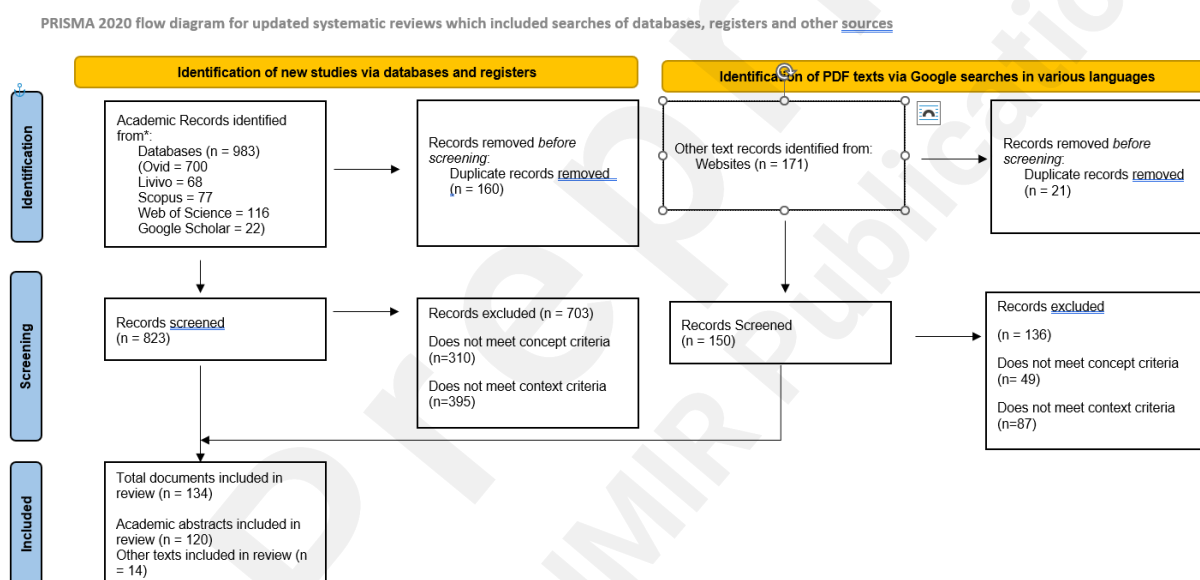 PRISMA 2020 flow diagram for updated systematic reviews which included searches of databases, registers and other sources
Identification of new studies via databases and registers
Identification of PDF texts via Google searches in various languages
Identification
Academic Records identified
from*:
Databases (n = 983)
(Ovid = 700
Livivo = 68
Scopus = 77
Web of Science = 116
Google Scholar = 22)
Records removed before
screening:
Duplicate records removed
(n = 160)
Other text records identified from:
Websites (n = 171)
Records removed before
screening:
Duplicate records removed
(n = 21)
Screening
Records screened
(n = 823)
Records excluded (n = 703)
Does not meet concept criteria
(n=310)
Does not meet context criteria
(n=395)
Records Screened
(n = 150)
Records excluded
(n = 136)
Does not meet concept criteria
(n= 49)
Does not meet context criteria
(n=87)
Included
Total documents included in
review (n = 134)
Academic abstracts included in
review (n = 120)
Other texts included in review (n
= 14)